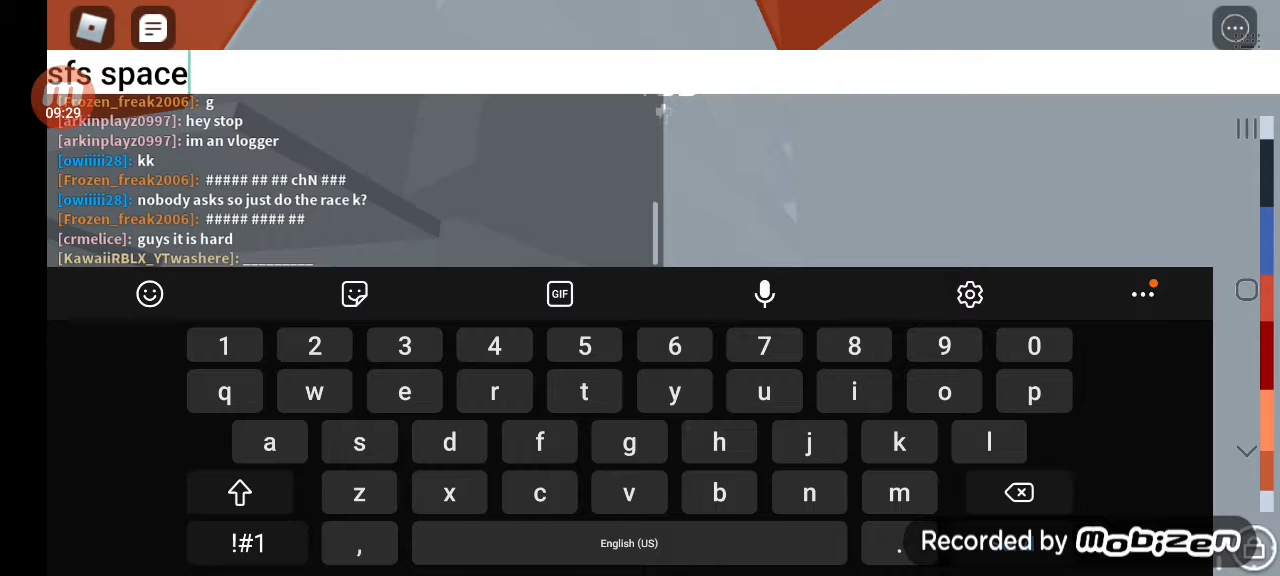 sfs space
[Frozen_freak2006]: g
09:29
[arkinplayz0997]: hey stop
[arkinplayz0997]: im an vlogger
[owiiiii28]: kk
[Frozen_freak2006]: ##### ## ## chN ###
[owiiiii28]: nobody asks so just do the race k?
[Frozen_freak2006]: ##### #### ##
[crmelice]: guys it is hard
[KawaiiRBLX_YTwashere]: _________
GIF
1 2 3 4 5 6 7 8 9 0
q w e r t y u i o p
a s d f g h j k l
z x c v b n m
!#1 , English (US) .
Recorded by Mobizen